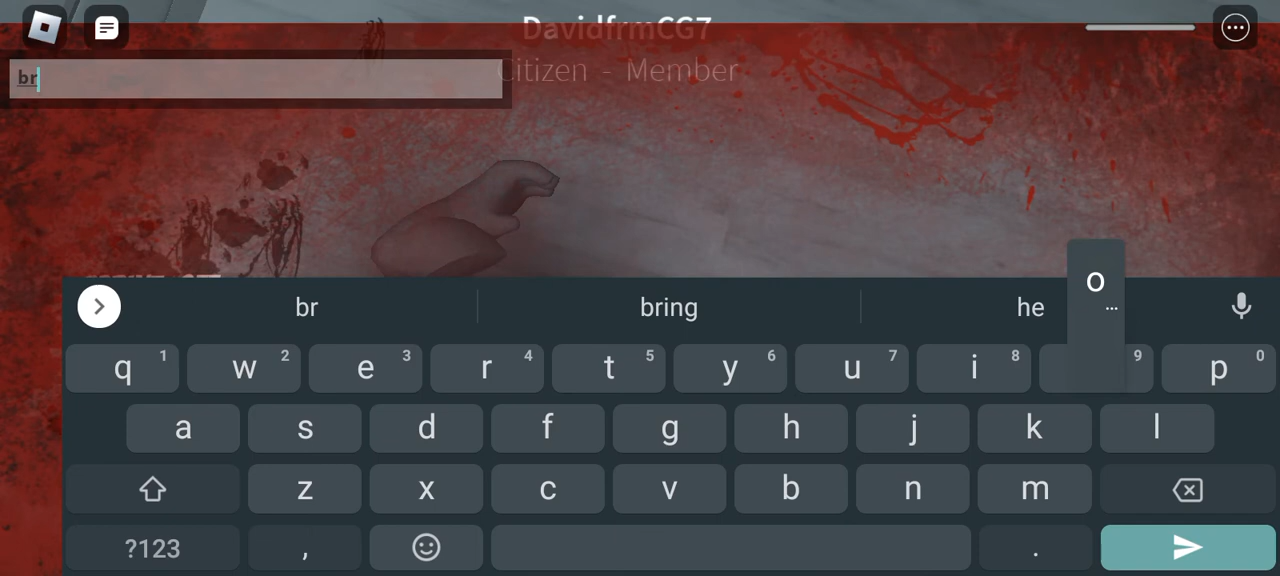 DavidfrmCG7
Citizen - Member
br
br bring he
o
...
q 1 w 2 e 3 r 4 t 5 y 6 u 7 i 8 9 p 0
a s d f g h j k l
z x c v b n m
?123 , .